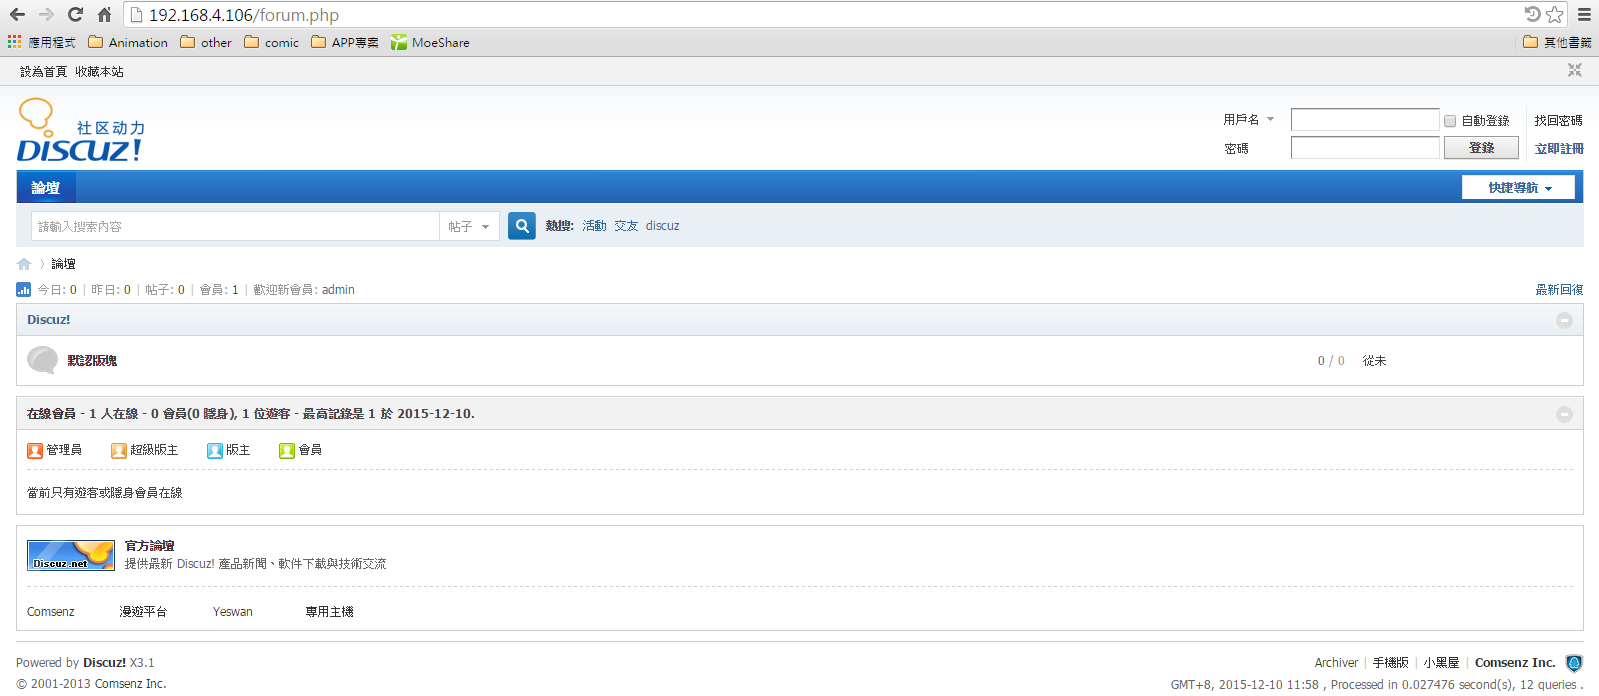 192.168.4.106/forum.php
應用程式 Animation other comic APP專案 MoeShare 其他書籤
設為首頁 收藏本站
社区动力
DISCUZ!
用戶名 自動登錄 找回密碼
密碼 登錄 立即註冊
論壇 快捷導航
請輸入搜索內容 帖子 熱搜: 活動 交友 discuz
〉 論壇
今日: 0 | 昨日: 0 | 帖子: 0 | 會員: 1 | 歡迎新會員: admin 最新回復
Discuz!
默認版塊 0 / 0 從未
在線會員 - 1 人在線 - 0 會員(0 隱身), 1 位遊客 - 最高記錄是 1 於 2015-12-10.
管理員 超級版主 版主 會員
當前只有遊客或隱身會員在線
Discuz.net 官方論壇
提供最新 Discuz! 產品新聞、軟件下載與技術交流
Comsenz 漫遊平台 Yeswan 專用主機
Powered by Discuz! X3.1 Archiver | 手機版 | 小黑屋 | Comsenz Inc.
© 2001-2013 Comsenz Inc. GMT+8, 2015-12-10 11:58 , Processed in 0.027476 second(s), 12 queries .